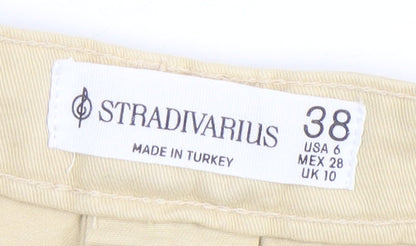 STRADIVARIUS
MADE IN TURKEY
38
USA 6
MEX 28
UK 10